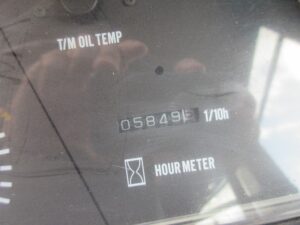 T/M OIL TEMP
05849 1/10h
HOUR METER